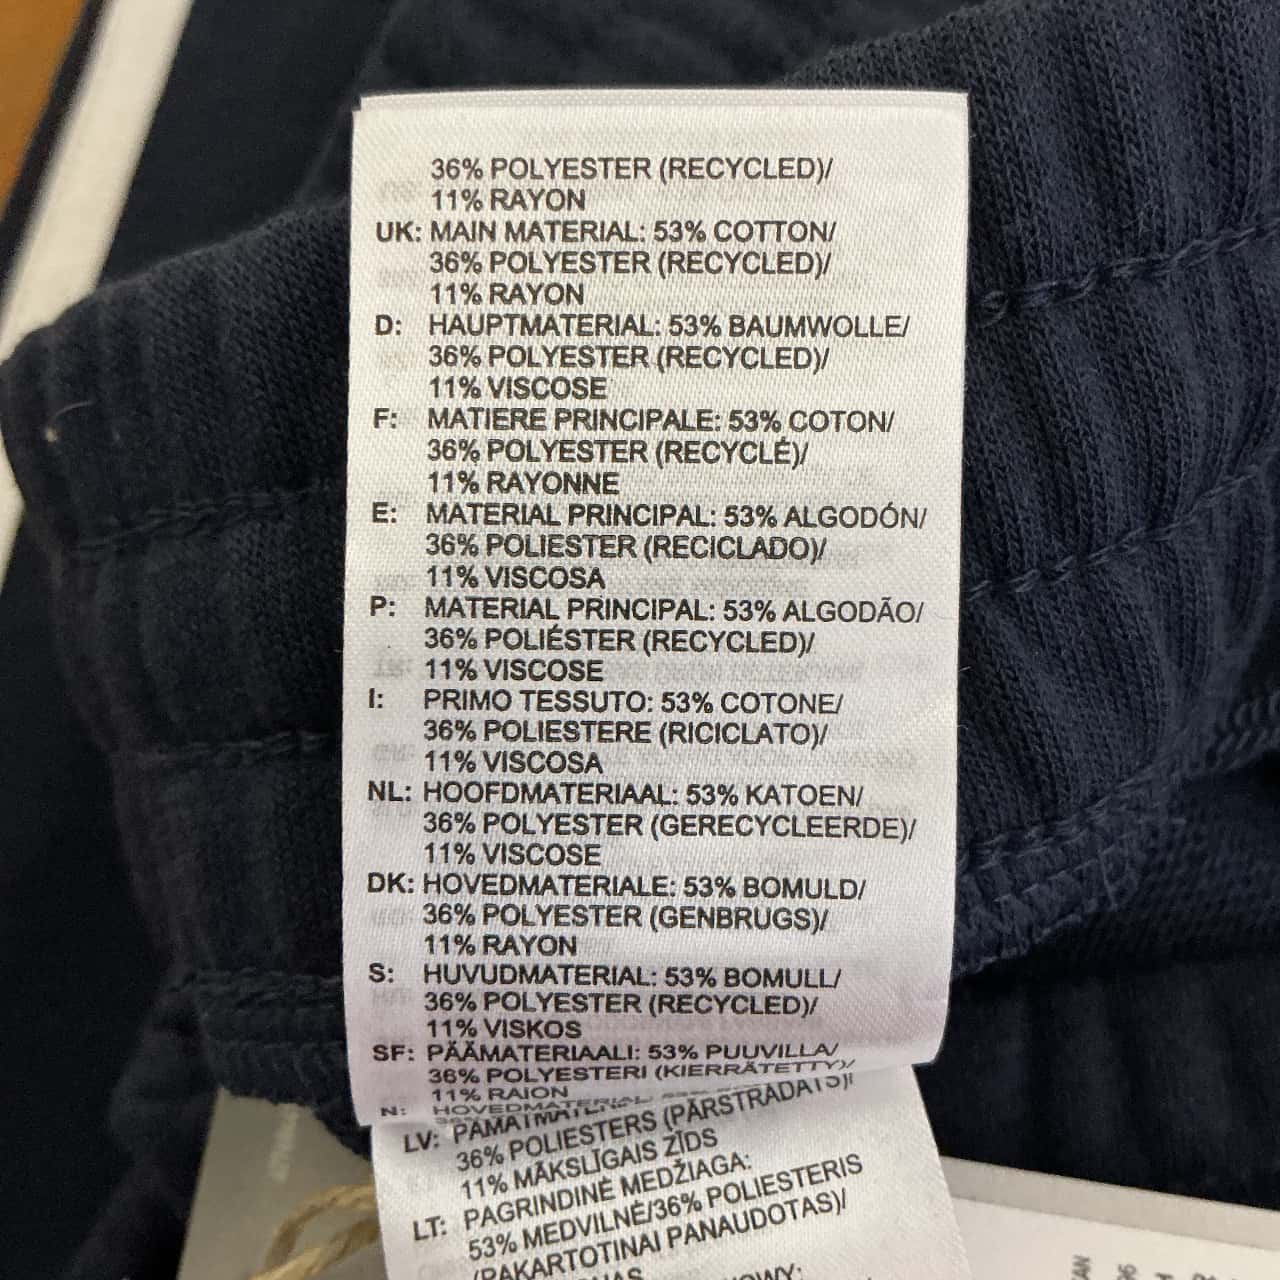 36% POLYESTER (RECYCLED)/
11% RAYON
UK: MAIN MATERIAL: 53% COTTON/
36% POLYESTER (RECYCLED)/
11% RAYON
D: HAUPTMATERIAL: 53% BAUMWOLLE/
36% POLYESTER (RECYCLED)/
11% VISCOSE
F: MATIERE PRINCIPALE: 53% COTON/
36% POLYESTER (RECYCLÉ)/
11% RAYONNE
E: MATERIAL PRINCIPAL: 53% ALGODÓN/
36% POLIESTER (RECICLADO)/
11% VISCOSA
P: MATERIAL PRINCIPAL: 53% ALGODÃO/
36% POLIÉSTER (RECYCLED)/
11% VISCOSE
I: PRIMO TESSUTO: 53% COTONE/
36% POLIESTERE (RICICLATO)/
11% VISCOSA
NL: HOOFDMATERIAAL: 53% KATOEN/
36% POLYESTER (GERECYCLEERDE)/
11% VISCOSE
DK: HOVEDMATERIALE: 53% BOMULD/
36% POLYESTER (GENBRUGS)/
11% RAYON
S: HUVUDMATERIAL: 53% BOMULL/
36% POLYESTER (RECYCLED)/
11% VISKOS
SF: PÄÄMATERIAALI: 53% PUUVILLA/
36% POLYESTERI (KIERRÄTETTY)/
11% RAION
N: HOVEDMATERIAL:
LV: PAMATMATERIĀLS:
36% POLIESTERS (PĀRSTRĀDĀTS)/
11% MĀKSLĪGAIS ZĪDS
LT: PAGRINDINĖ MEDŽIAGA:
53% MEDVILNĖ/36% POLIESTERIS
(PAKARTOTINAI PANAUDOTAS)/